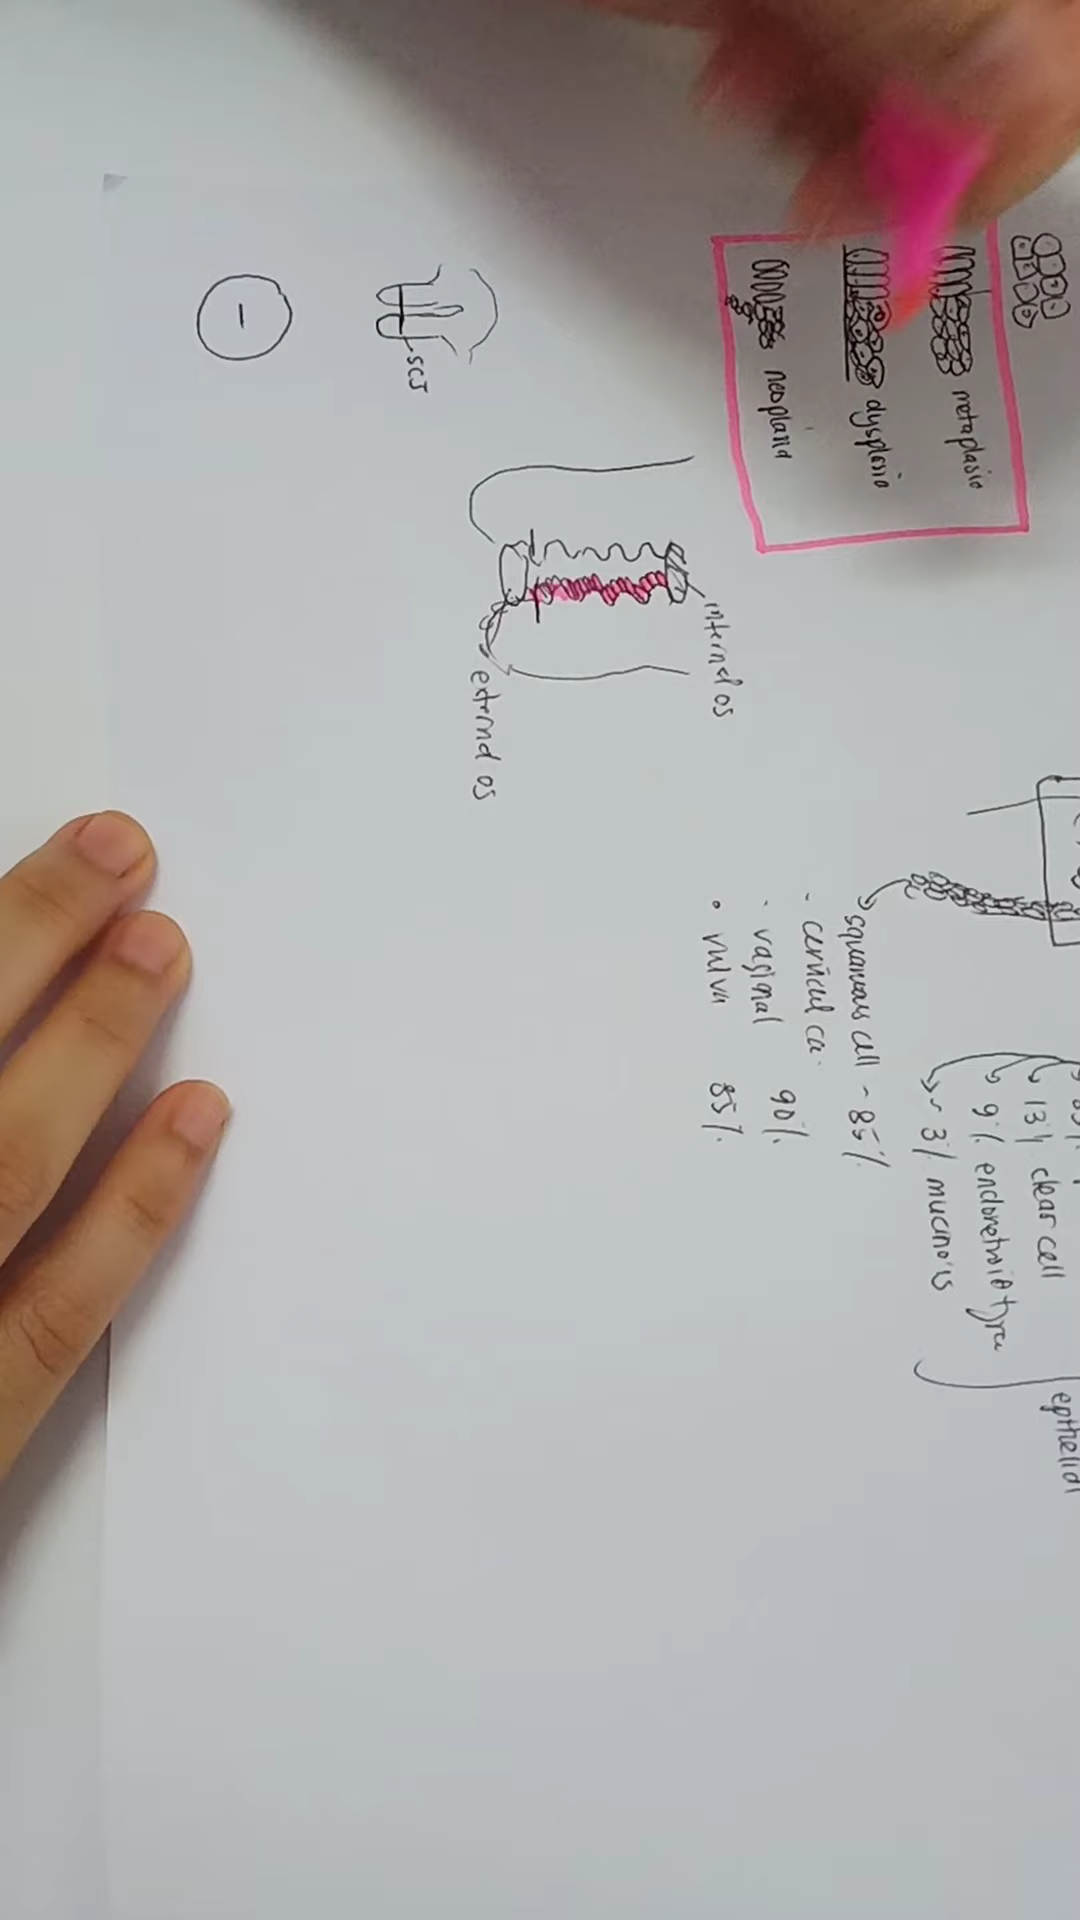 metaplasia
dysplasia
neoplasia
SCJ
internal os
external os
squamous cell ~ 85%
- cervical ca.
- vaginal 90%
• vulva 85%
13% clear cell
9% endometrioid type
~ 3% mucinous
epithelial